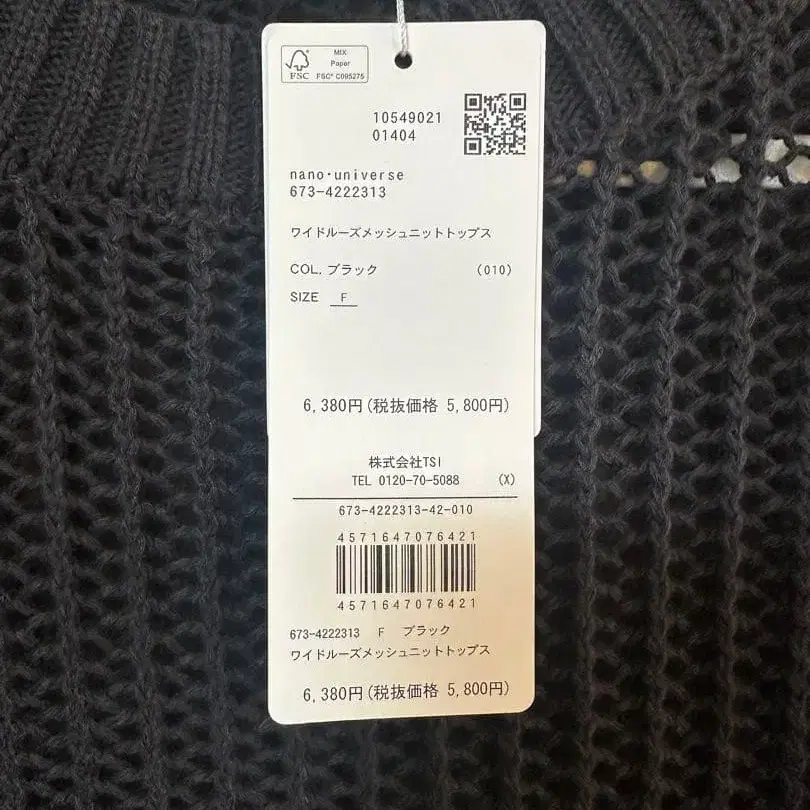 MIX
Paper
FSC
FSC® C095275
10549021
01404
nano・universe
673-4222313
ワイドルーズメッシュニットトップス
COL. ブラック (010)
SIZE F
6,380円(税抜価格 5,800円)
株式会社TSI
TEL 0120-70-5088 (X)
673-4222313-42-010
4571647076421
4571647076421
673-4222313 F ブラック
ワイドルーズメッシュニットトップス
6,380円(税抜価格 5,800円)